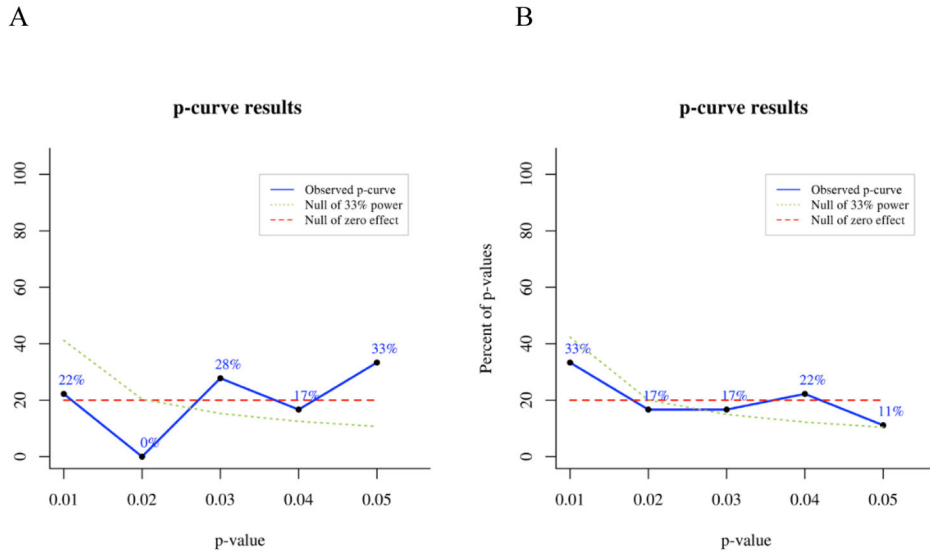 A
B
p-curve results
100
80
60
40
20
0
Observed p-curve
Null of 33% power
Null of zero effect
22%
0%
28%
17%
33%
0.01 0.02 0.03 0.04 0.05
p-value
p-curve results
Percent of p-values
100
80
60
40
20
0
Observed p-curve
Null of 33% power
Null of zero effect
33%
17%
17%
22%
11%
0.01 0.02 0.03 0.04 0.05
p-value